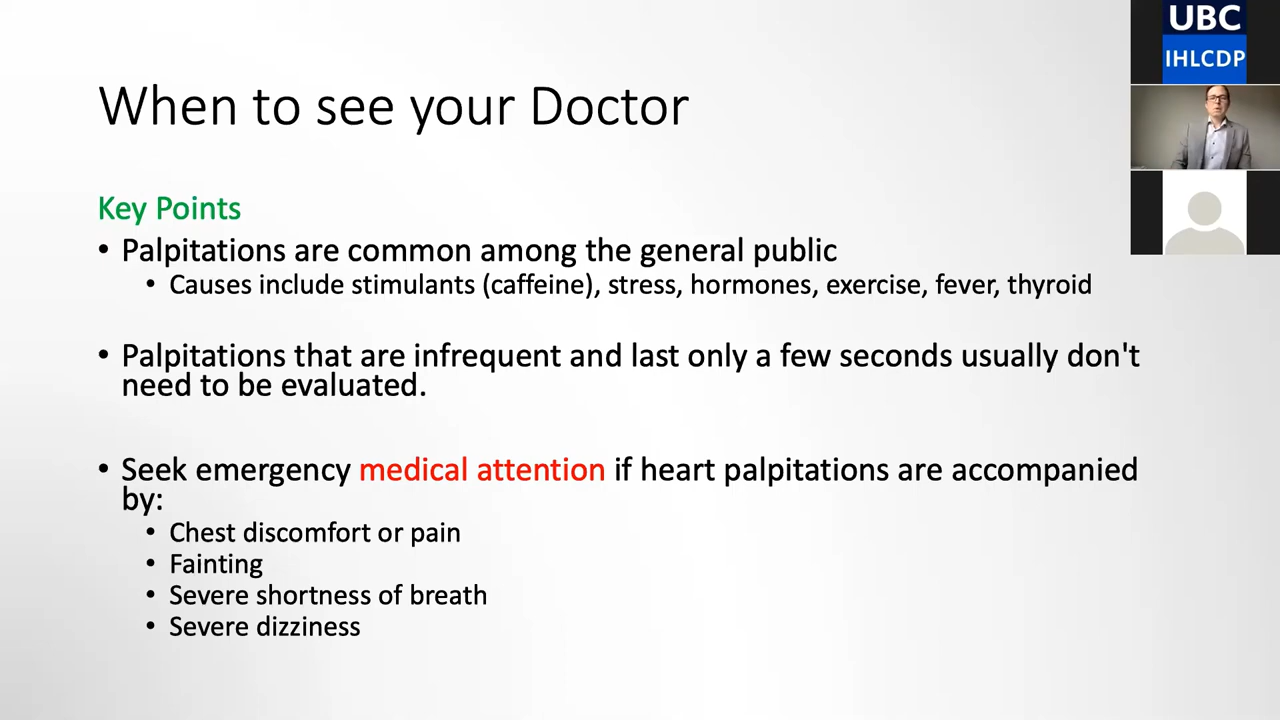 UBC
IHLCDP
When to see your Doctor
Key Points
• Palpitations are common among the general public
• Causes include stimulants (caffeine), stress, hormones, exercise, fever, thyroid
• Palpitations that are infrequent and last only a few seconds usually don't
need to be evaluated.
• Seek emergency medical attention if heart palpitations are accompanied
by:
• Chest discomfort or pain
• Fainting
• Severe shortness of breath
• Severe dizziness